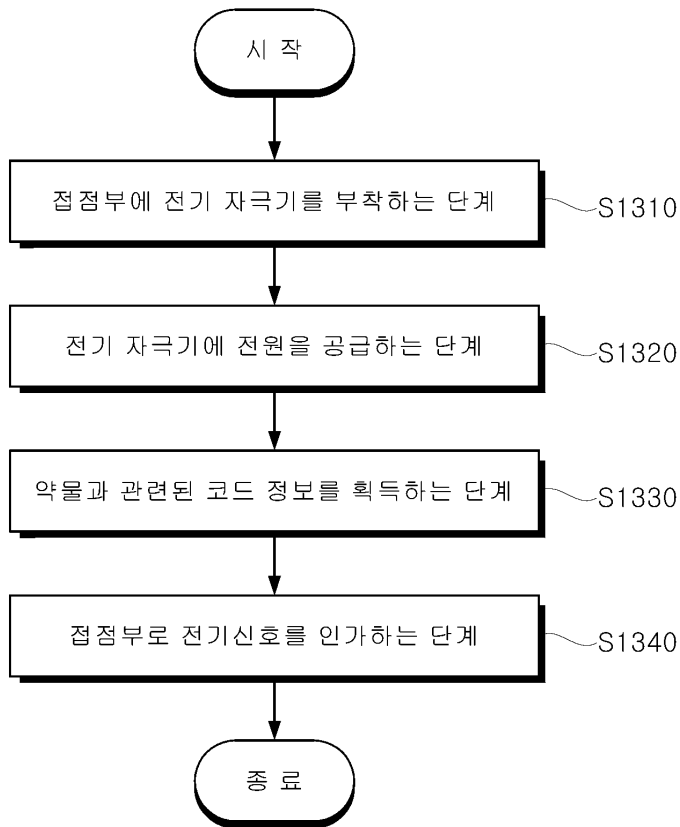 시 작
접점부에 전기 자극기를 부착하는 단계
S1310
전기 자극기에 전원을 공급하는 단계
S1320
약물과 관련된 코드 정보를 획득하는 단계
S1330
접점부로 전기신호를 인가하는 단계
S1340
종 료